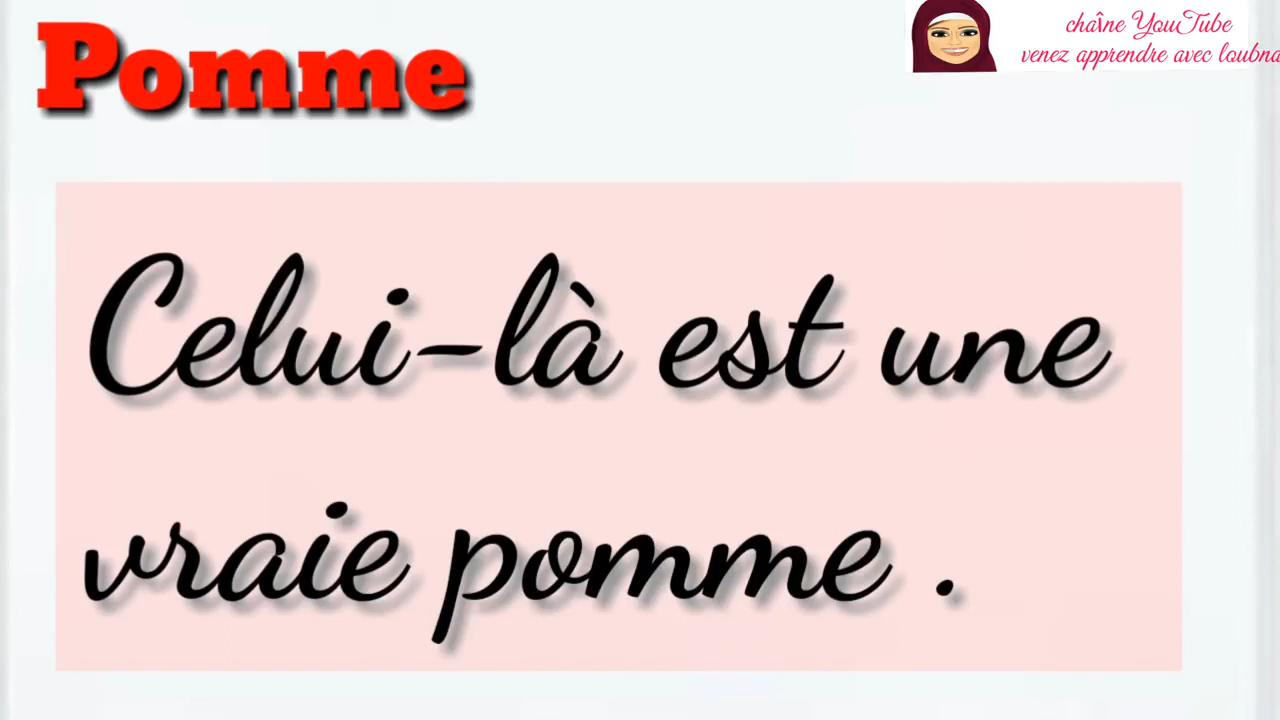 Pomme
chaîne YouTube
venez apprendre avec loubna
Celui-là est une
vraie pomme .